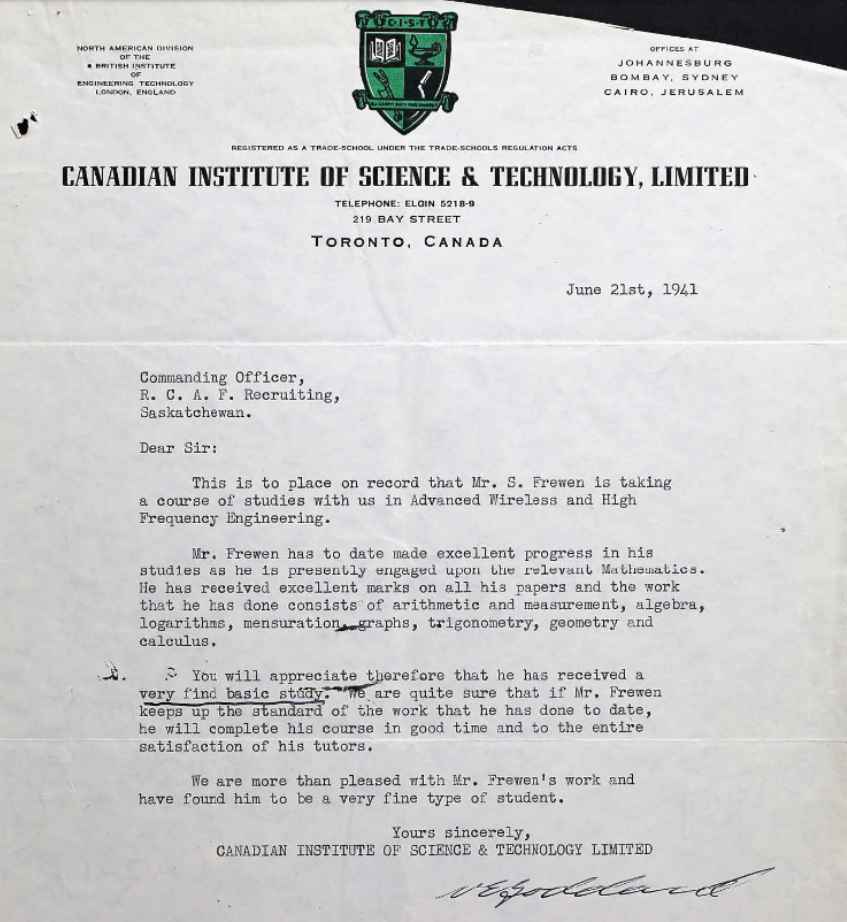 C·I·S·T
NORTH AMERICAN DIVISION
OF THE
BRITISH INSTITUTE
OF
ENGINEERING TECHNOLOGY
LONDON, ENGLAND
OFFICES AT
JOHANNESBURG
BOMBAY, SYDNEY
CAIRO, JERUSALEM
REGISTERED AS A TRADE-SCHOOL UNDER THE TRADE-SCHOOLS REGULATION ACTS
CANADIAN INSTITUTE OF SCIENCE & TECHNOLOGY, LIMITED
TELEPHONE: ELGIN 5218-9
219 BAY STREET
TORONTO, CANADA
June 21st, 1941
Commanding Officer,
R. C. A. F. Recruiting,
Saskatchewan.
Dear Sir:
This is to place on record that Mr. S. Frewen is taking
a course of studies with us in Advanced Wireless and High
Frequency Engineering.
Mr. Frewen has to date made excellent progress in his
studies as he is presently engaged upon the relevant Mathematics.
He has received excellent marks on all his papers and the work
that he has done consists of arithmetic and measurement, algebra,
logarithms, mensuration, graphs, trigonometry, geometry and
calculus.
You will appreciate therefore that he has received a
very find basic study. We are quite sure that if Mr. Frewen
keeps up the standard of the work that he has done to date,
he will complete his course in good time and to the entire
satisfaction of his tutors.
We are more than pleased with Mr. Frewen's work and
have found him to be a very fine type of student.
Yours sincerely,
CANADIAN INSTITUTE OF SCIENCE & TECHNOLOGY LIMITED